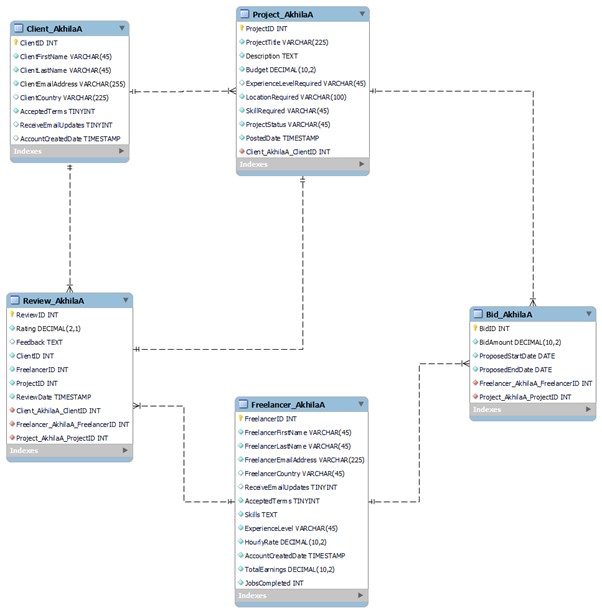 Client_AkhilaA
ClientID INT
ClientFirstName VARCHAR(45)
ClientLastName VARCHAR(45)
ClientEmailAddress VARCHAR(255)
ClientCountry VARCHAR(225)
AcceptedTerms TINYINT
ReceiveEmailUpdates TINYINT
AccountCreatedDate TIMESTAMP
Indexes
Project_AkhilaA
ProjectID INT
ProjectTitle VARCHAR(225)
Description TEXT
Budget DECIMAL(10,2)
ExperienceLevelRequired VARCHAR(45)
LocationRequired VARCHAR(100)
SkillRequired VARCHAR(45)
ProjectStatus VARCHAR(45)
PostedDate TIMESTAMP
Client_AkhilaA_ClientID INT
Indexes
Review_AkhilaA
ReviewID INT
Rating DECIMAL(2,1)
Feedback TEXT
ClientID INT
FreelancerID INT
ProjectID INT
ReviewDate TIMESTAMP
Client_AkhilaA_ClientID INT
Freelancer_AkhilaA_FreelancerID INT
Project_AkhilaA_ProjectID INT
Indexes
Bid_AkhilaA
BidID INT
BidAmount DECIMAL(10,2)
ProposedStartDate DATE
ProposedEndDate DATE
Freelancer_AkhilaA_FreelancerID INT
Project_AkhilaA_ProjectID INT
Indexes
Freelancer_AkhilaA
FreelancerID INT
FreelancerFirstName VARCHAR(45)
FreelancerLastName VARCHAR(45)
FreelancerEmailAddress VARCHAR(225)
FreelancerCountry VARCHAR(45)
ReceiveEmailUpdates TINYINT
AcceptedTerms TINYINT
Skills TEXT
ExperienceLevel VARCHAR(45)
HourlyRate DECIMAL(10,2)
AccountCreatedDate TIMESTAMP
TotalEarnings DECIMAL(10,2)
JobsCompleted INT
Indexes